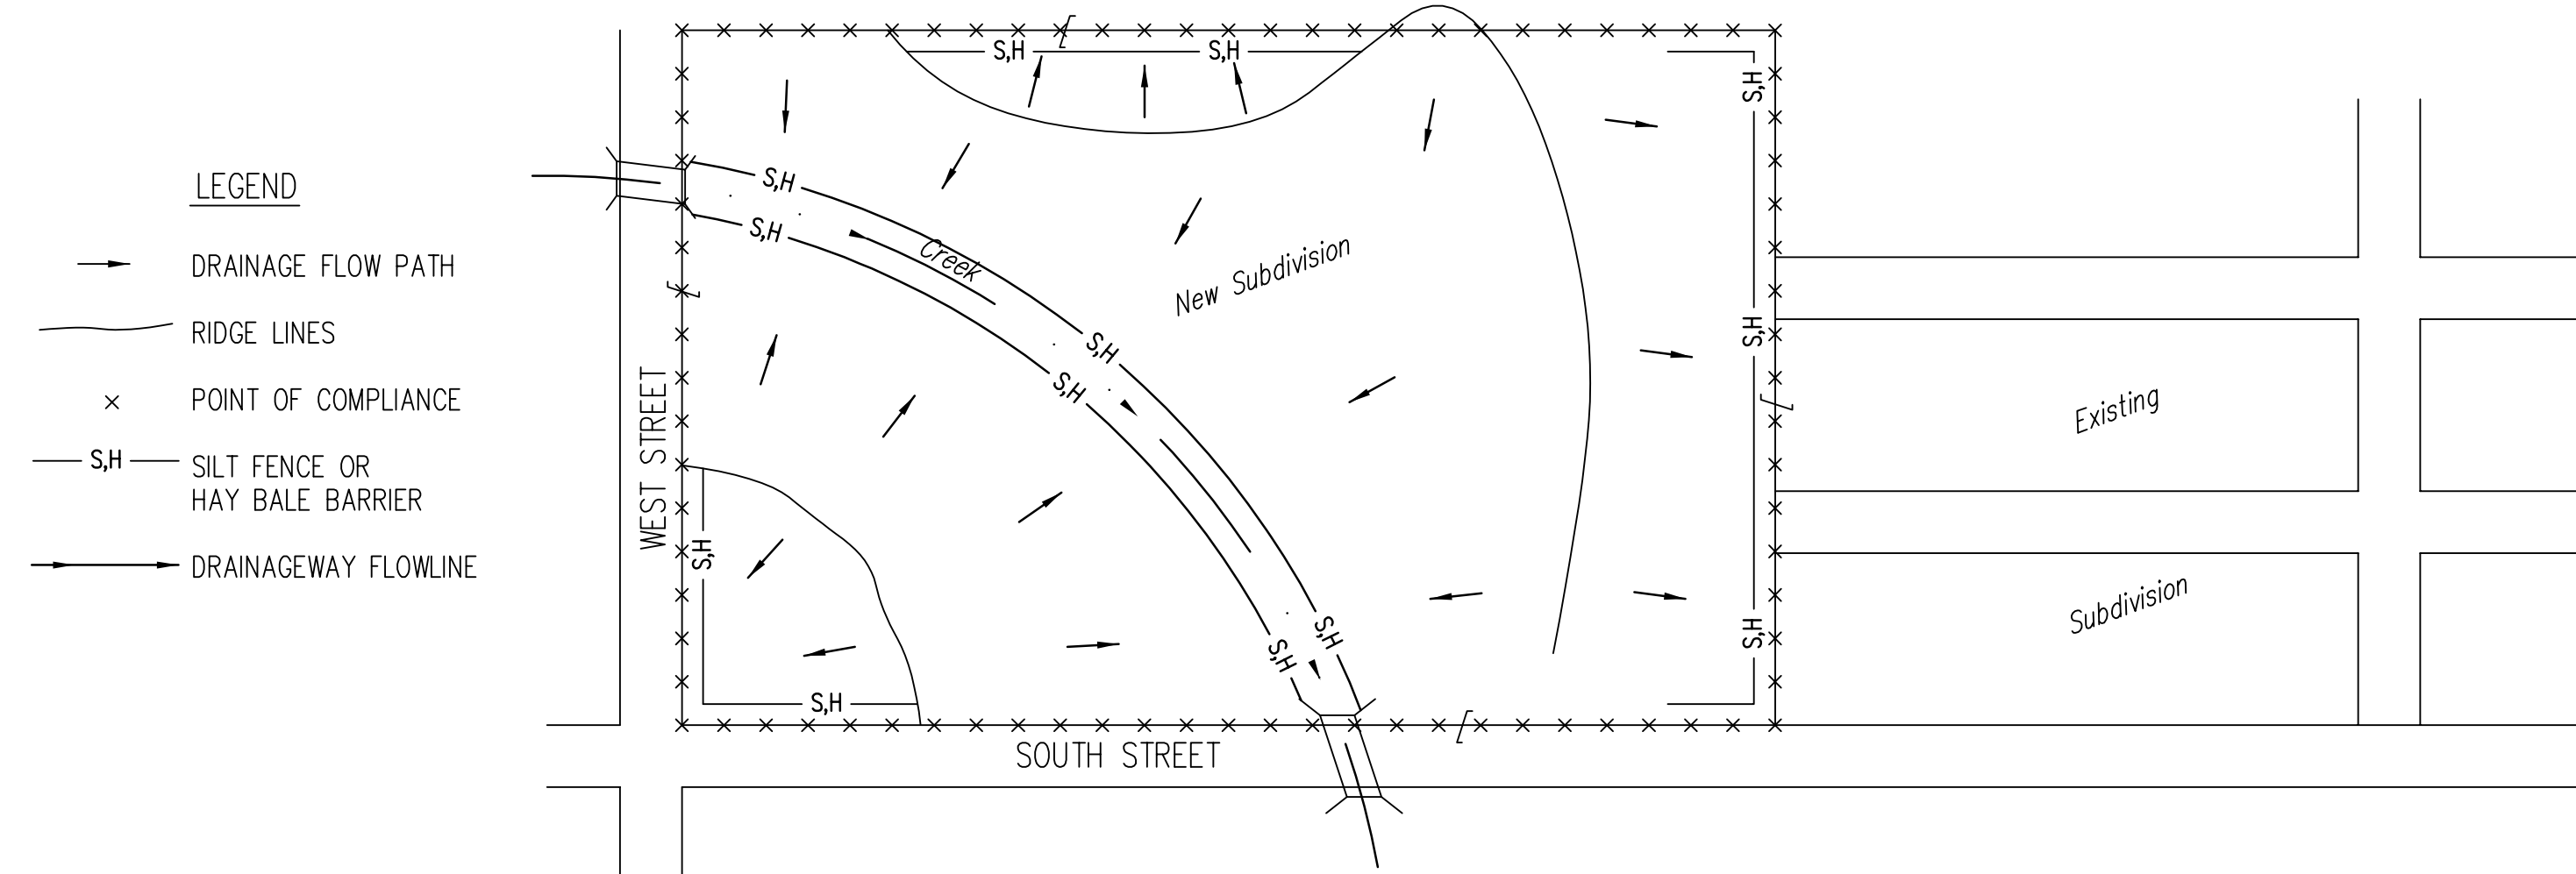 LEGEND
DRAINAGE FLOW PATH
RIDGE LINES
POINT OF COMPLIANCE
S,H
SILT FENCE OR
HAY BALE BARRIER
DRAINAGEWAY FLOWLINE
S,H
S,H
S,H
S,H
S,H
Creek
New Subdivision
S,H
S,H
S,H
WEST STREET
Existing
S,H
Subdivision
S,H
S,H
S,H
S,H
SOUTH STREET